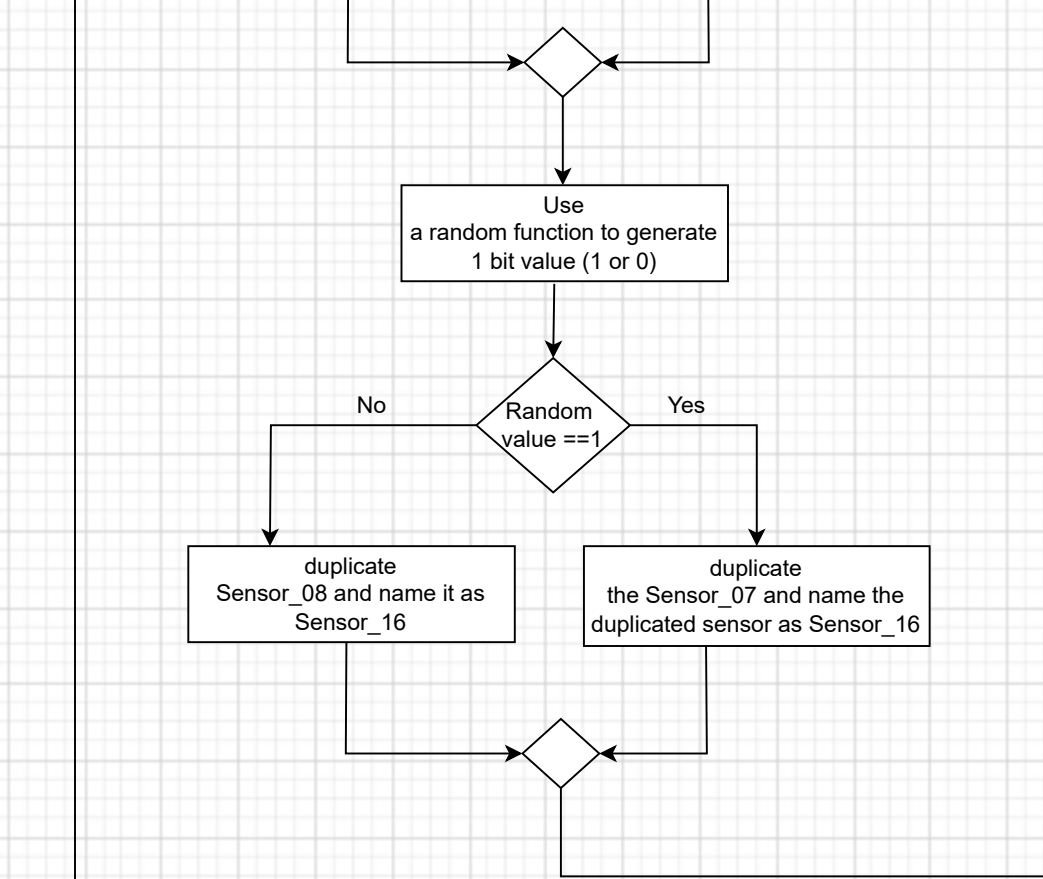 Use
a random function to generate
1 bit value (1 or 0)
Random
value ==1
No
Yes
duplicate
Sensor_08 and name it as
Sensor_16
duplicate
the Sensor_07 and name the
duplicated sensor as Sensor_16